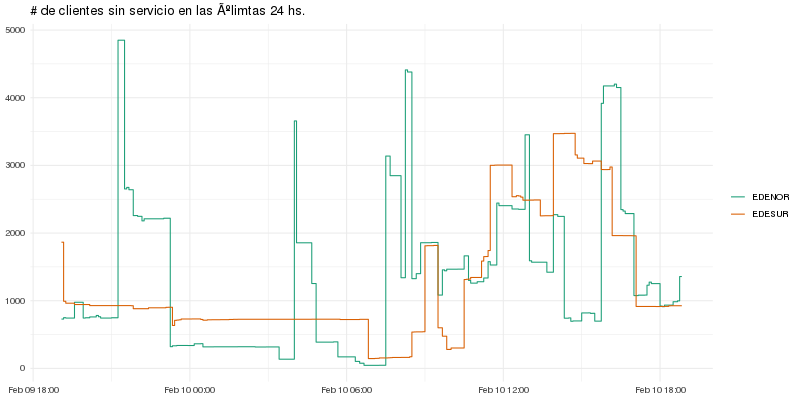 # de clientes sin servicio en las Ãºlimtas 24 hs.
5000
4000
3000
2000
1000
0
Feb 09 18:00
Feb 10 00:00
Feb 10 06:00
Feb 10 12:00
Feb 10 18:00
EDENOR
EDESUR